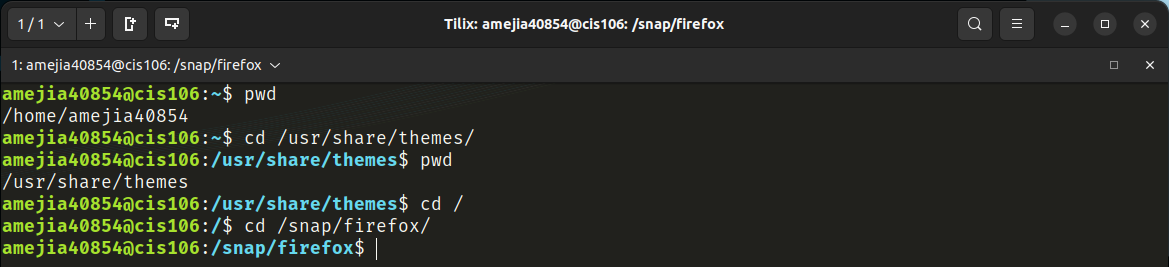 1 / 1
Tilix: amejia40854@cis106: /snap/firefox
1: amejia40854@cis106: /snap/firefox
amejia40854@cis106:~$ pwd
/home/amejia40854
amejia40854@cis106:~$ cd /usr/share/themes/
amejia40854@cis106:/usr/share/themes$ pwd
/usr/share/themes
amejia40854@cis106:/usr/share/themes$ cd /
amejia40854@cis106:/$ cd /snap/firefox/
amejia40854@cis106:/snap/firefox$